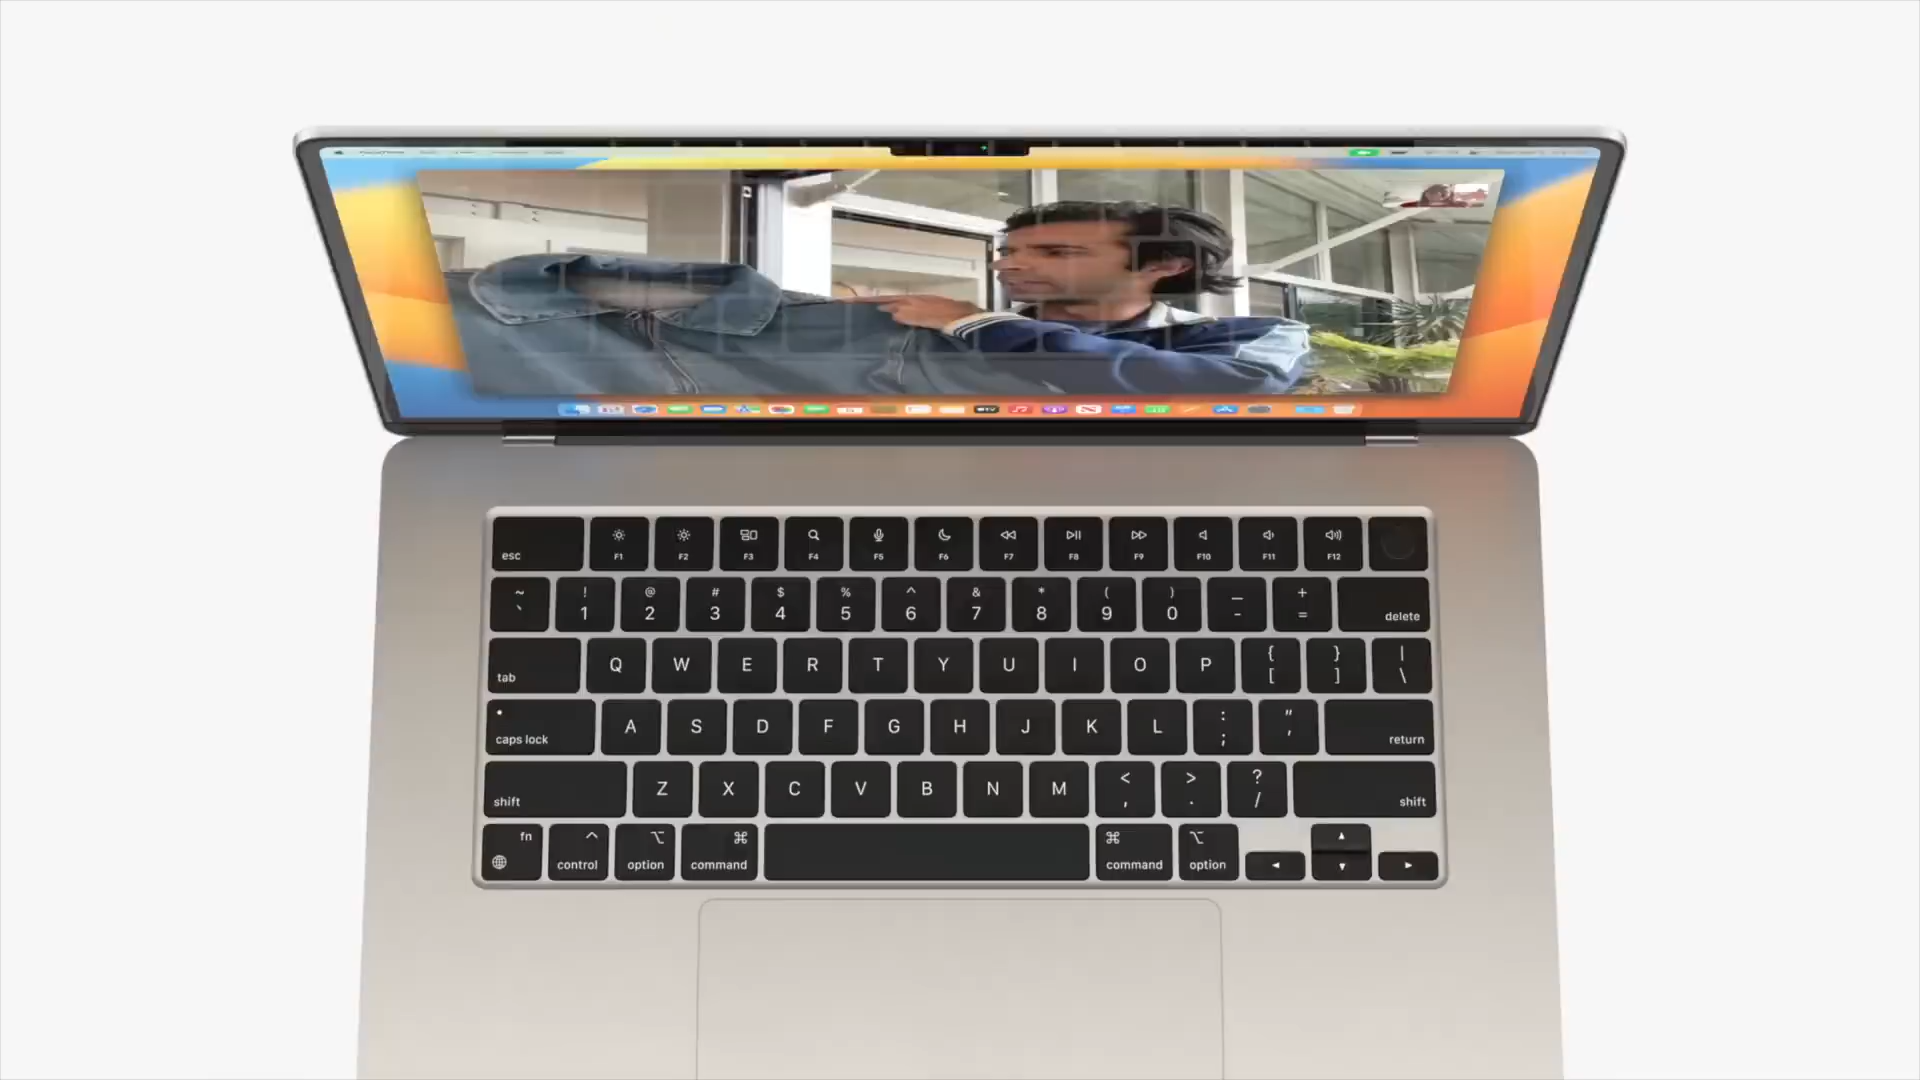 esc F1 F2 F3 F4 F5 F6 F7 F8 F9 F10 F11 F12
~ ! @ # $ % ^ & * ( ) _ +
` 1 2 3 4 5 6 7 8 9 0 - = delete
tab Q W E R T Y U I O P { [ } ] | \
caps lock A S D F G H J K L : ; " ' return
shift Z X C V B N M < , > . ? / shift
fn ^ ⌥ ⌘ ⌘ ⌥ ▲
control option command command option ◀ ▼ ▶